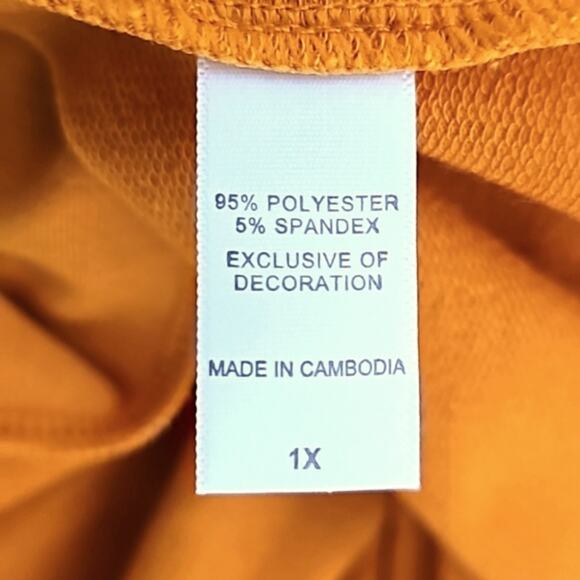 95% POLYESTER
5% SPANDEX
EXCLUSIVE OF
DECORATION
MADE IN CAMBODIA
1X